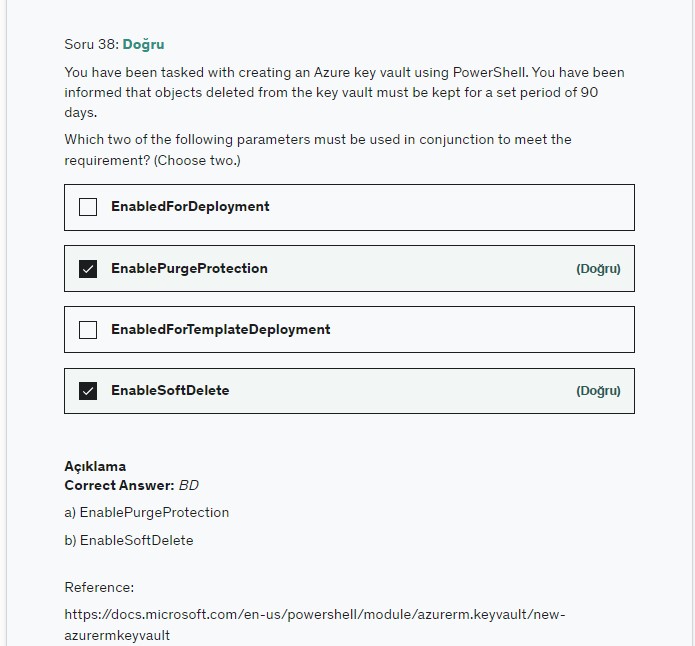 Soru 38: Doğru
You have been tasked with creating an Azure key vault using PowerShell. You have been
informed that objects deleted from the key vault must be kept for a set period of 90
days.
Which two of the following parameters must be used in conjunction to meet the
requirement? (Choose two.)
EnabledForDeployment
EnablePurgeProtection (Doğru)
EnabledForTemplateDeployment
EnableSoftDelete (Doğru)
Açıklama
Correct Answer: BD
a) EnablePurgeProtection
b) EnableSoftDelete
Reference:
https://docs.microsoft.com/en-us/powershell/module/azurerm.keyvault/new-
azurermkeyvault